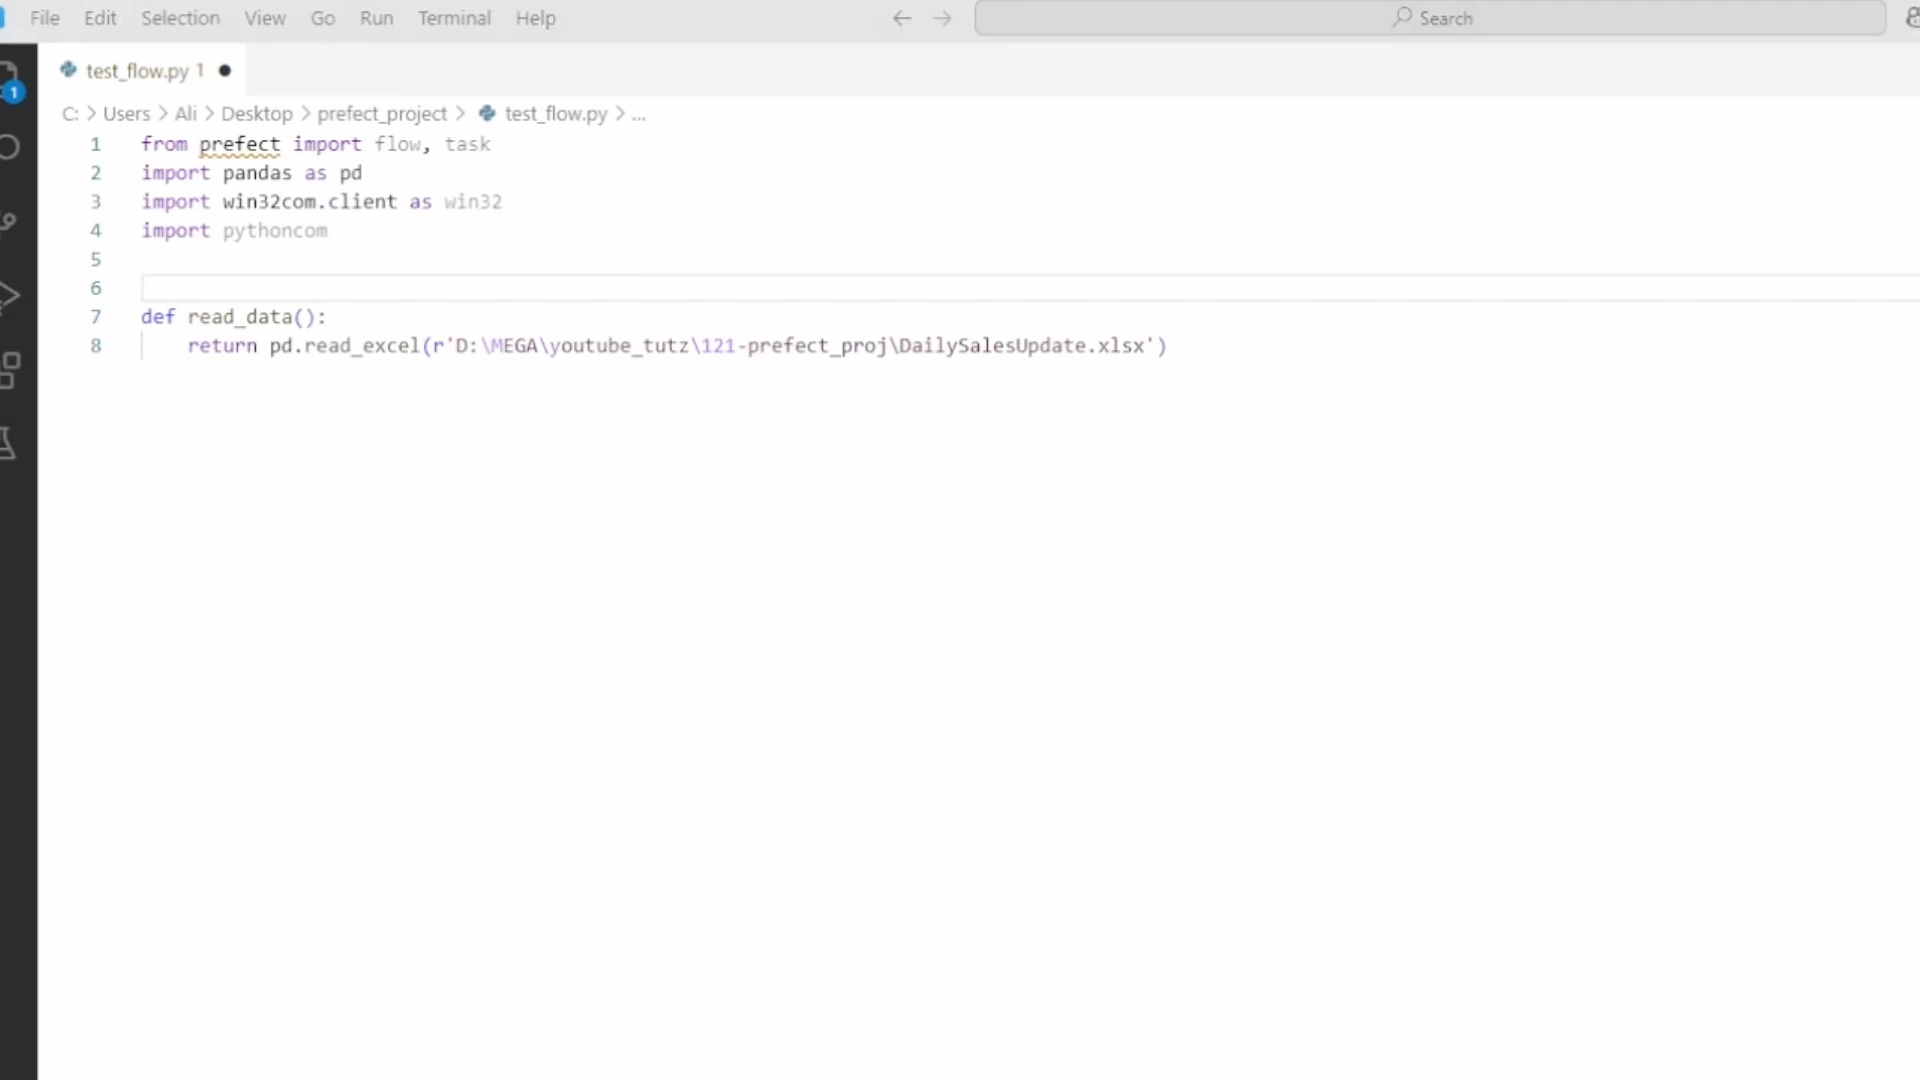 File Edit Selection View Go Run Terminal Help Search
test_flow.py 1
1
C: > Users > Ali > Desktop > prefect_project > test_flow.py > ...
1 from prefect import flow, task
2 import pandas as pd
3 import win32com.client as win32
4 import pythoncom
5
6
7 def read_data():
8 return pd.read_excel(r'D:\MEGA\youtube_tutz\121-prefect_proj\DailySalesUpdate.xlsx')